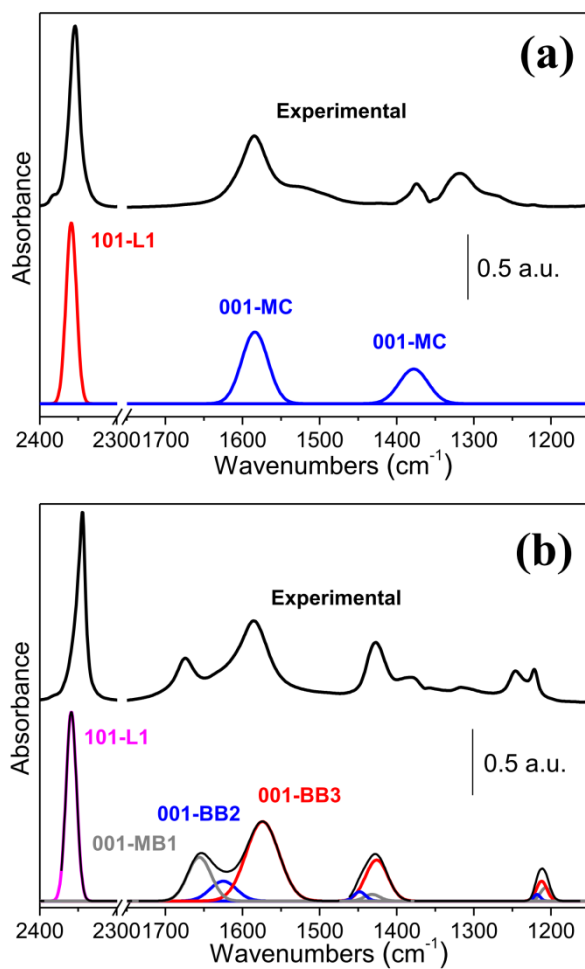 (a)
Experimental
Absorbance
101-L1
0.5 a.u.
001-MC
001-MC
2400 2300 1700 1600 1500 1400 1300 1200
Wavenumbers (cm⁻¹)
(b)
Experimental
Absorbance
101-L1
0.5 a.u.
001-BB3
001-BB2
001-MB1
2400 2300 1700 1600 1500 1400 1300 1200
Wavenumbers (cm⁻¹)